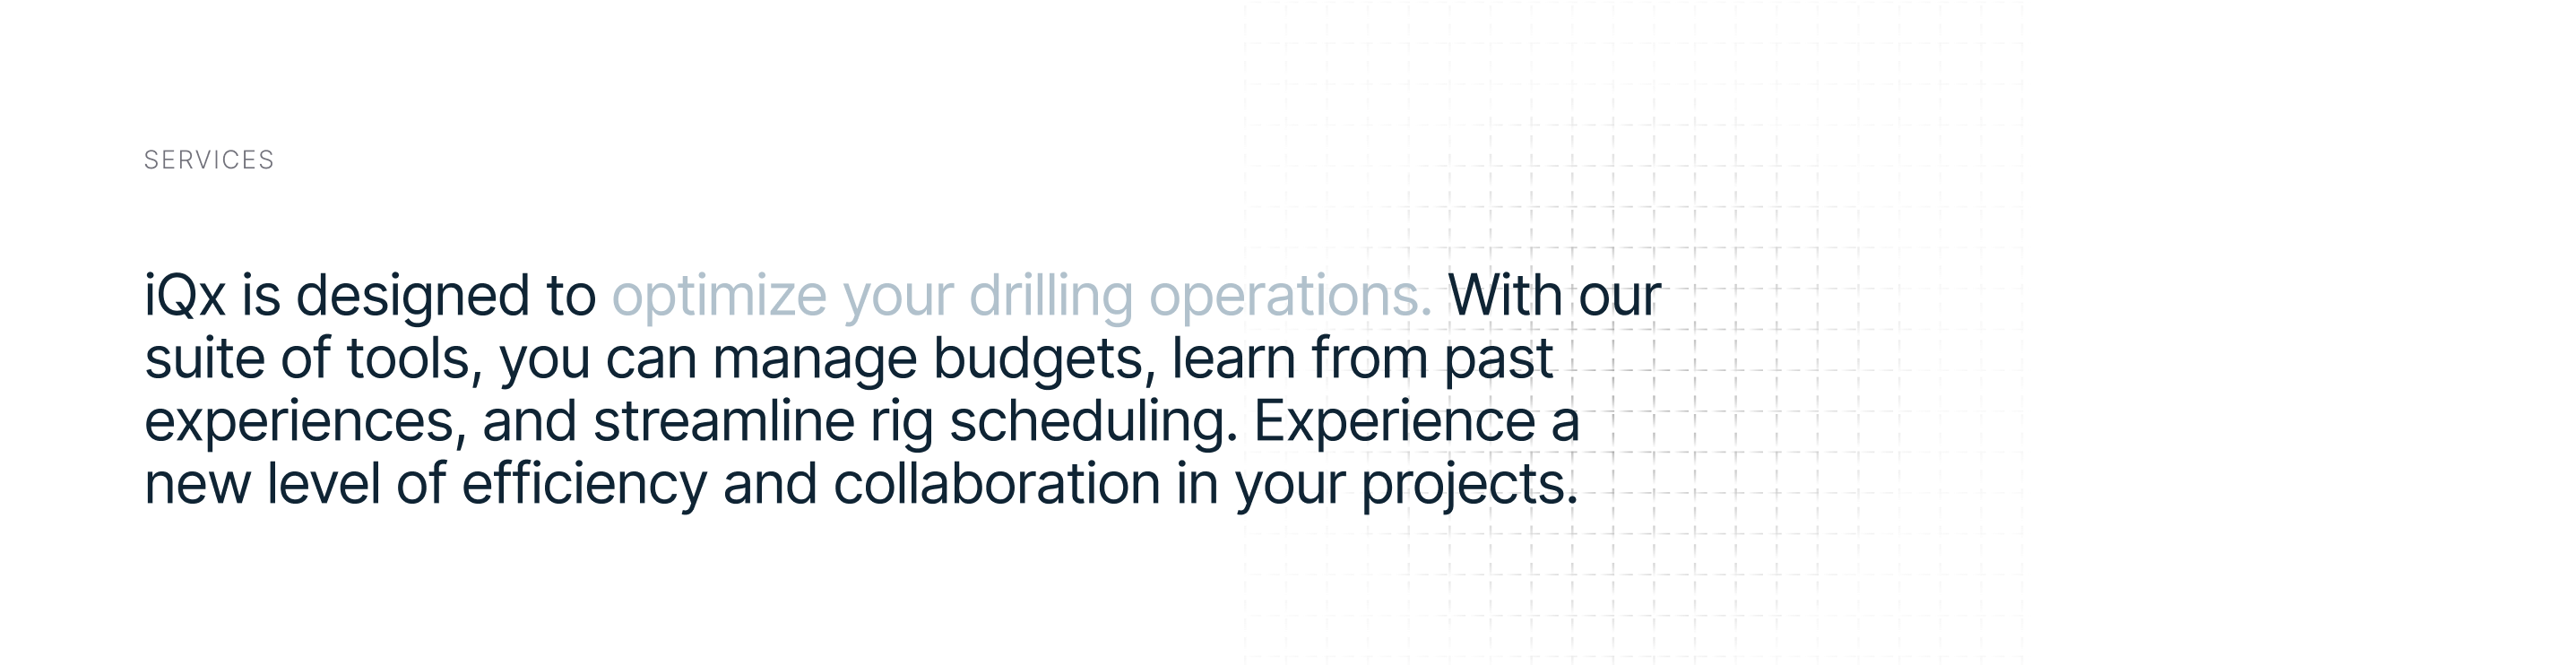 SERVICES
iQx is designed to optimize your drilling operations. With our
suite of tools, you can manage budgets, learn from past
experiences, and streamline rig scheduling. Experience a
new level of efficiency and collaboration in your projects.